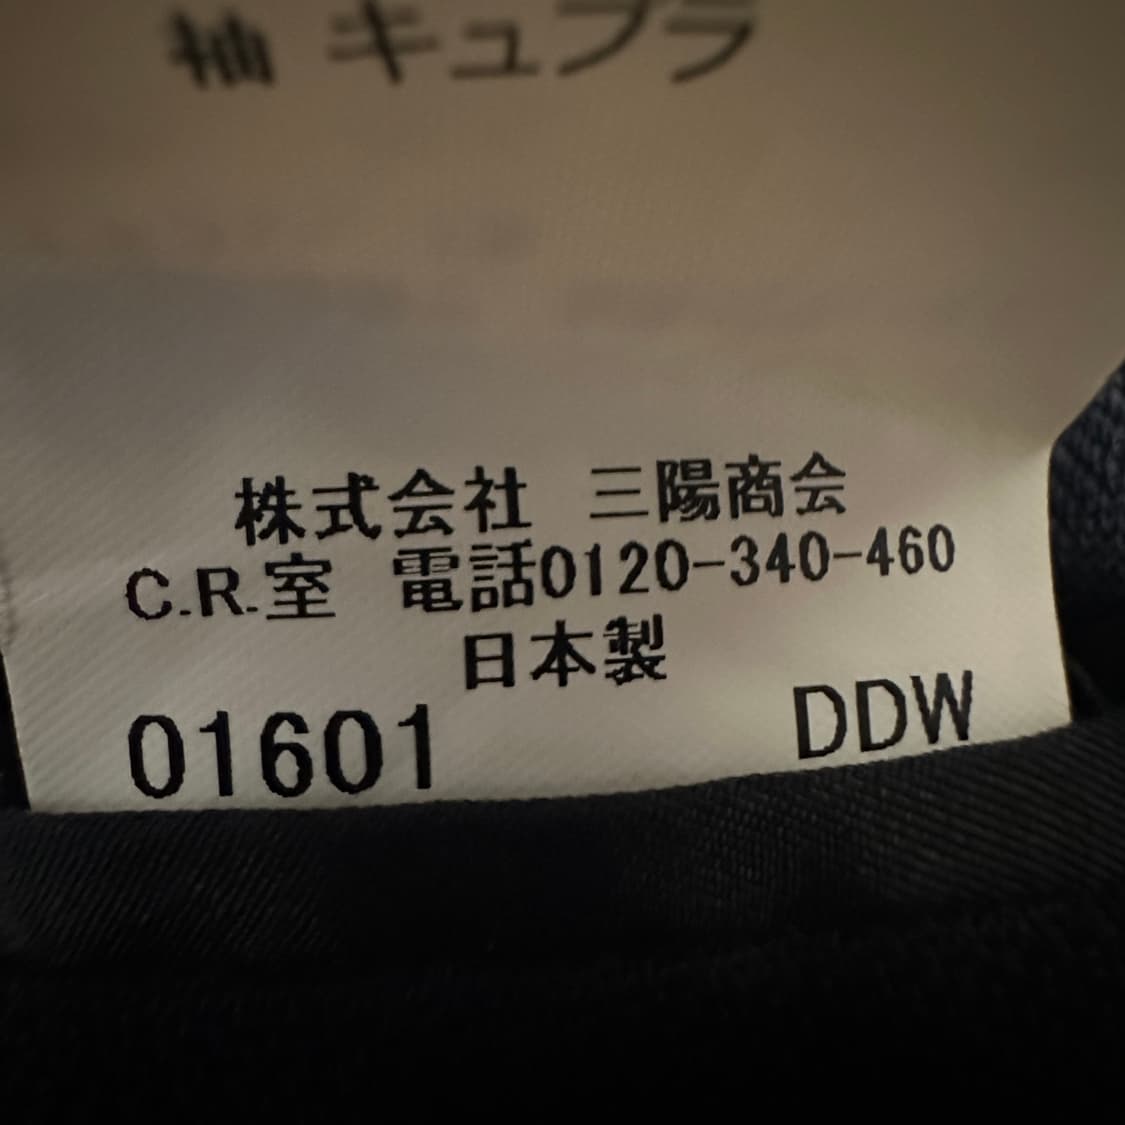 袖 キュプラ
株式会社 三陽商会
C.R.室 電話0120-340-460
日本製
01601 DDW